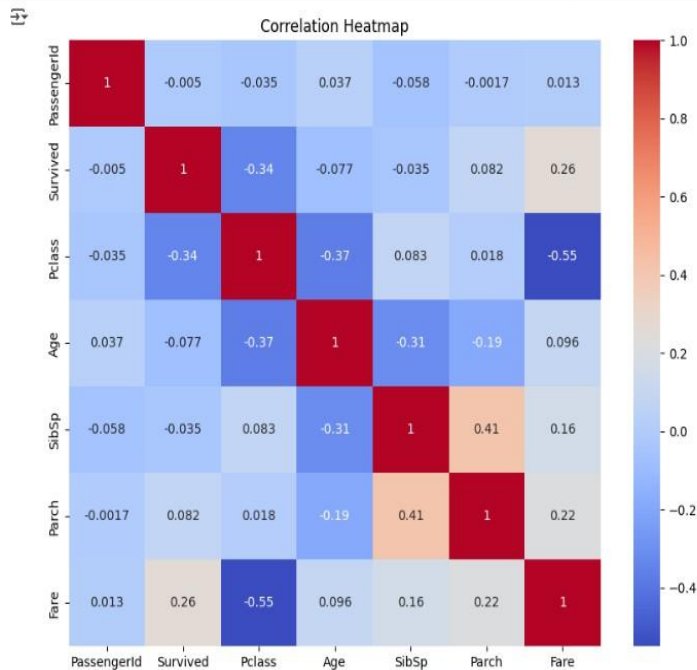 Correlation Heatmap
PassengerId 1 -0.005 -0.035 0.037 -0.058 -0.0017 0.013
Survived -0.005 1 -0.34 -0.077 -0.035 0.082 0.26
Pclass -0.035 -0.34 1 -0.37 0.083 0.018 -0.55
Age 0.037 -0.077 -0.37 1 -0.31 -0.19 0.096
SibSp -0.058 -0.035 0.083 -0.31 1 0.41 0.16
Parch -0.0017 0.082 0.018 -0.19 0.41 1 0.22
Fare 0.013 0.26 -0.55 0.096 0.16 0.22 1
PassengerId Survived Pclass Age SibSp Parch Fare
1.0
0.8
0.6
0.4
0.2
0.0
-0.2
-0.4